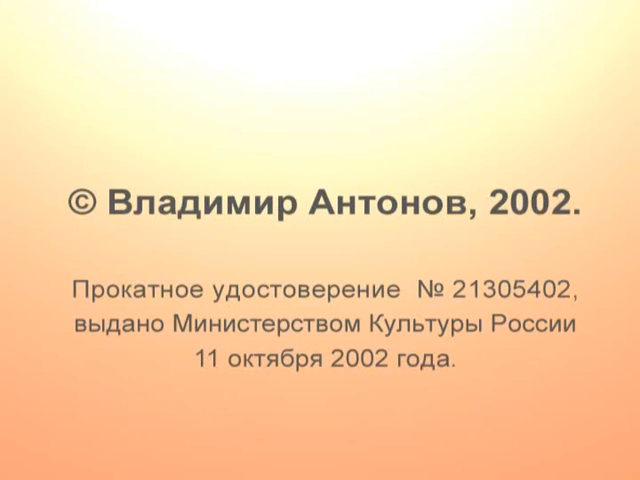 © Владимир Антонов, 2002.
Прокатное удостоверение № 21305402,
выдано Министерством Культуры России
11 октября 2002 года.